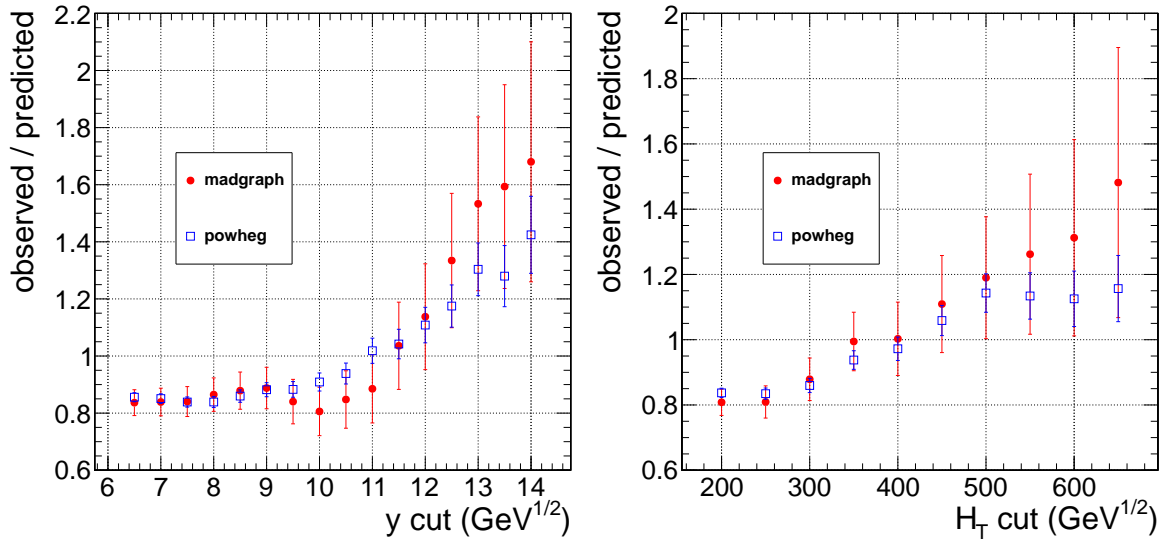 observed / predicted
2.2
2
1.8
1.6
1.4
1.2
1
0.8
0.6
madgraph
powheg
6 7 8 9 10 11 12 13 14
y cut (GeV^{1/2})
observed / predicted
2
1.8
1.6
1.4
1.2
1
0.8
0.6
madgraph
powheg
200 300 400 500 600
H_T cut (GeV^{1/2})